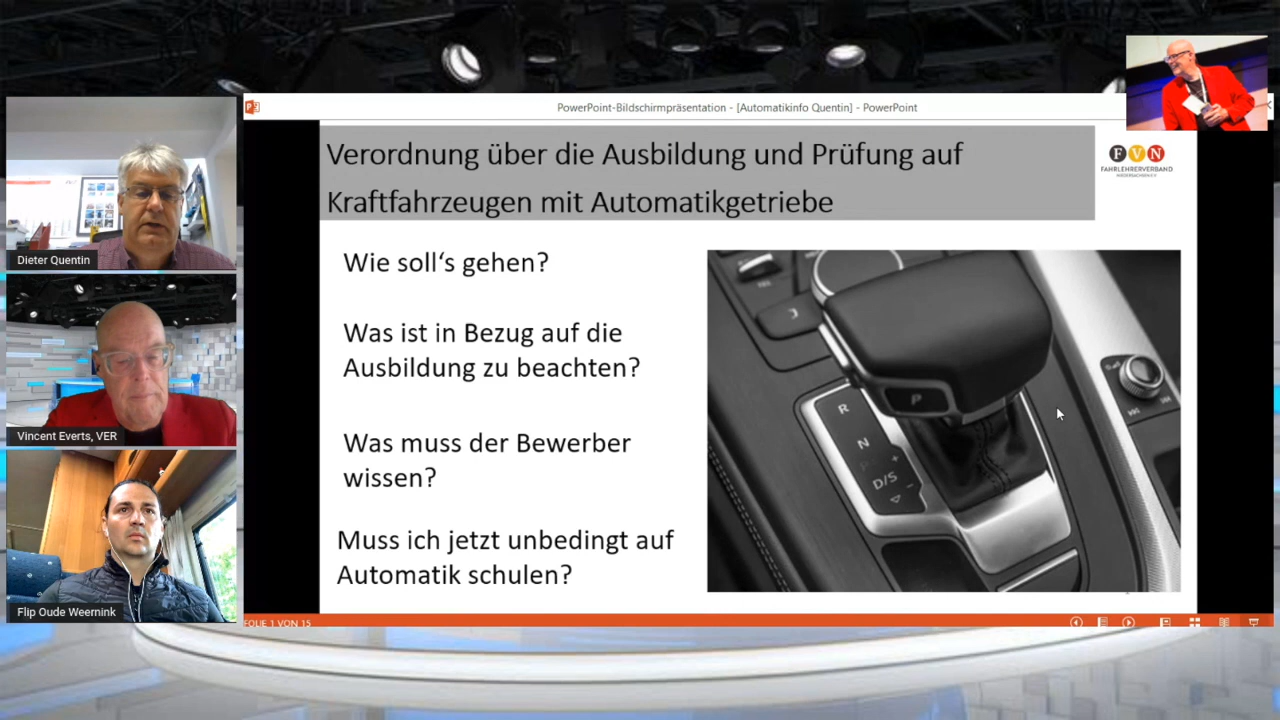 PowerPoint-Bildschirmpräsentation - [Automatikinfo Quentin] - PowerPoint
Verordnung über die Ausbildung und Prüfung auf
Kraftfahrzeugen mit Automatikgetriebe
FVN
FAHRLEHRERVERBAND
NIEDERSACHSEN E.V.
Wie soll‘s gehen?
Was ist in Bezug auf die
Ausbildung zu beachten?
Was muss der Bewerber
wissen?
Muss ich jetzt unbedingt auf
Automatik schulen?
P
R
N
D/S
Dieter Quentin
Vincent Everts, VER
Flip Oude Weernink
FOLIE 1 VON 15